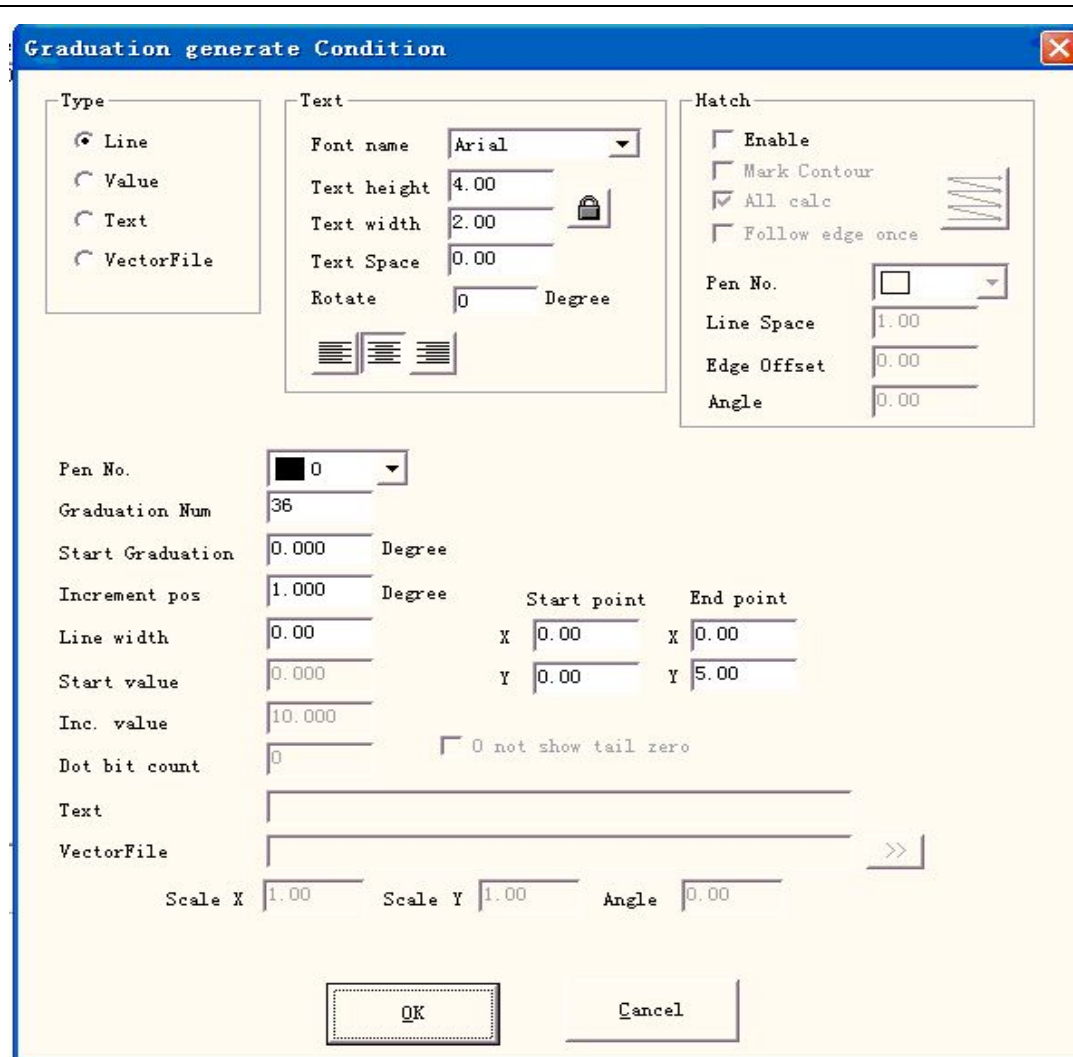 Graduation generate Condition
Type
Line
Value
Text
VectorFile
Text
Font name Arial
Text height 4.00
Text width 2.00
Text Space 0.00
Rotate 0 Degree
Hatch
Enable
Mark Contour
All calc
Follow edge once
Pen No.
Line Space 1.00
Edge Offset 0.00
Angle 0.00
Pen No. 0
Graduation Num 36
Start Graduation 0.000 Degree
Increment pos 1.000 Degree
Start point End point
Line width 0.00 X 0.00 X 0.00
Start value 0.000 Y 0.00 Y 5.00
Inc. value 10.000
Dot bit count 0 0 not show tail zero
Text
VectorFile >>
Scale X 1.00 Scale Y 1.00 Angle 0.00
OK Cancel